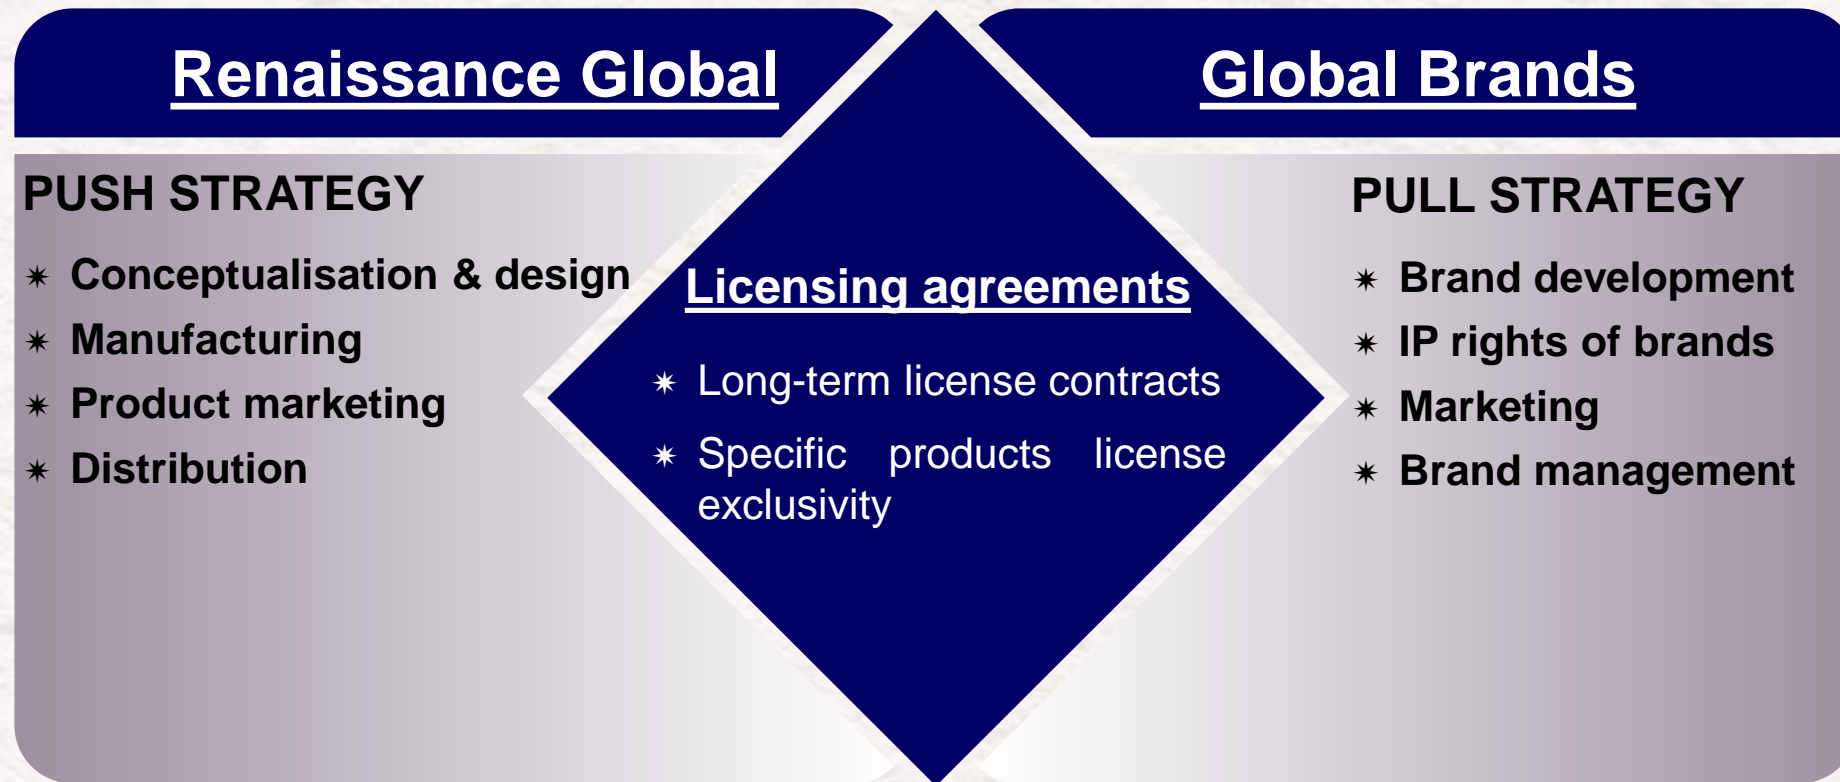 Renaissance Global
PUSH STRATEGY
Conceptualisation & design
Manufacturing
Product marketing
Distribution
Licensing agreements
Long-term license contracts
Specific products license
exclusivity
Global Brands
PULL STRATEGY
Brand development
IP rights of brands
Marketing
Brand management